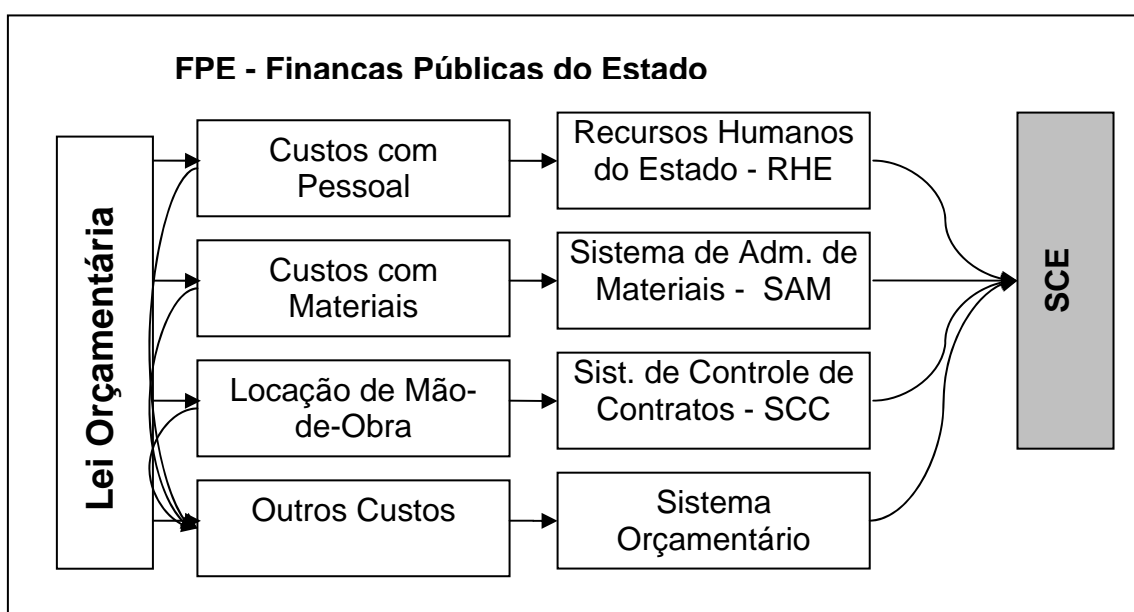 FPE - Financas Públicas do Estado
Lei Orçamentária
Custos com
Pessoal
Recursos Humanos
do Estado - RHE
Custos com
Materiais
Sistema de Adm. de
Materiais - SAM
Locação de Mão-
de-Obra
Sist. de Controle de
Contratos - SCC
Outros Custos
Sistema
Orçamentário
SCE